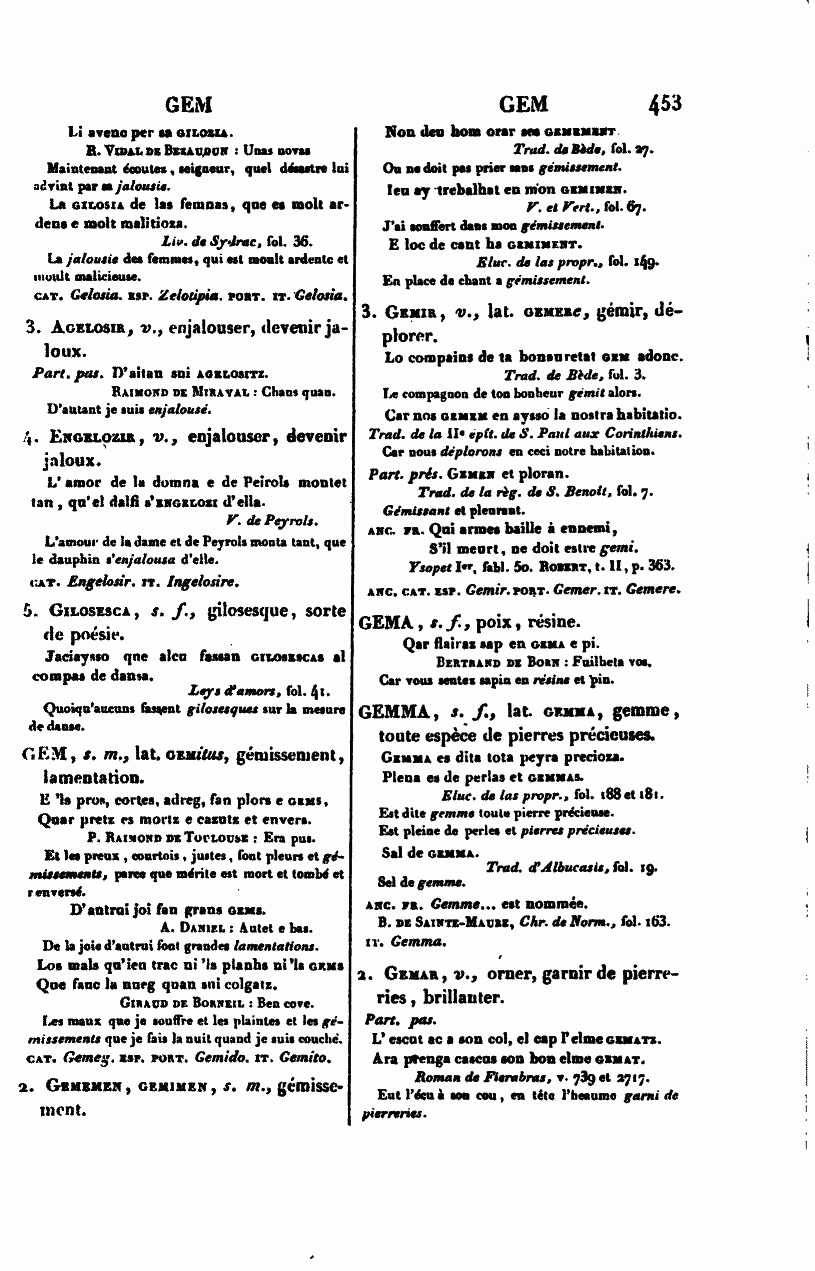 GEM
Li avenc per sa GILOZIA.
R. VIDAL DE BEZAUDUN : Unas novas
Maintenant écoutez, seigneur, quel désastre lui
advint par sa jalousie.
La GILOSIA de las femnas, que es molt ar-
dens e molt malitioza.
Liv. de Sydrac, fol. 36.
La jalousie des femmes, qui est moult ardente et
moult malicieuse.
CAT. Gelosia. ESP. Zelotipia. PORT. IT. Gelosia.
3. AGELOSIR, v., enjalouser, devenir ja-
loux.
Part. pas. D'aitan sui AGELOSITZ.
RAIMOND DE MIRAVAL : Chans quan.
D'autant je suis enjalousé.
4. ENGELOZIR, v., enjalouser, devenir
jaloux.
L'amor de la domna e de Peirols montet
tan, qu'el dalfi s'ENGELOZI d'ella.
V. de Peyrols.
L'amour de la dame et de Peyrols monta tant, que
le dauphin s'enjalousa d'elle.
CAT. Engelosir. IT. Ingelosire.
5. GILOSESCA, s. f., gilosesque, sorte
de poésie.
Jaciaysso que alcu fassan GILOSESCAS al
compas de dansa.
Leys d'amors, fol. 41.
Quoiqu'aucuns fassent gilosesques sur la mesure
de danse.
GEM, s. m., lat. GEMitus, gémissement,
lamentation.
E 'ls pros, cortes, adreg, fan plors e GEMS,
Quar pretz es mortz e cazutz et envers.
P. RAIMOND DE TOULOUSE : Era pus.
Et les preux, courtois, justes, font pleurs et gé-
missements, parce que mérite est mort et tombé et
renversé.
D'autrui joi fan grans GEMS.
A. DANIEL : Autet e bas.
De la joie d'autrui font grandes lamentations.
Los mals qu'ieu trac ni 'ls planhs ni 'ls GEMS
Que fauc la nueg quan sui colgatz.
GIRAUD DE BORNEIL : Ben cove.
Les maux que je souffre et les plaintes et les gé-
missements que je fais la nuit quand je suis couché.
CAT. Gemeg. ESP. PORT. Gemido. IT. Gemito.
2. GEMEMEN, GEMIMEN, s. m., gémisse-
ment.
GEM 453
Non deu hom orar ses GEMEMENT.
Trad. de Bède, fol. 27.
On ne doit pas prier sans gémissement.
Ieu ay trebalhat en mon GEMIMEN.
V. et Vert., fol. 67.
J'ai souffert dans mon gémissement.
E loc de cant ha GEMIMENT.
Eluc. de las propr., fol. 149.
En place de chant a gémissement.
3. GEMIR, v., lat. GEMERE, gémir, dé-
plorer.
Lo compains de ta bonauretat GEM adonc.
Trad. de Bède, fol. 3.
Le compagnon de ton bonheur gémit alors.
Car nos GEMEM en aysso la nostra habitatio.
Trad. de la IIe épît. de S. Paul aux Corinthiens.
Car nous déplorons en ceci notre habitation.
Part. prés. GEMEN et ploran.
Trad. de la règ. de S. Benoît, fol. 7.
Gémissant et pleurant.
ANC. FR. Qui armes baille à ennemi,
S'il meurt, ne doit estre gemi.
Ysopet Ier, fabl. 50. ROBERT, t. II, p. 363.
ANC. CAT. ESP. Gemir. PORT. Gemer. IT. Gemere.
GEMA, s. f., poix, résine.
Qar flairaz sap en GEMA e pi.
BERTRAND DE BORN : Fuilheta vos.
Car vous sentez sapin en résine et pin.
GEMMA, s. f., lat. GEMMA, gemme,
toute espèce de pierres précieuses.
GEMMA es dita tota peyra precioza.
Plena es de perlas et GEMMAS.
Eluc. de las propr., fol. 188 et 181.
Est dite gemme toute pierre précieuse.
Est pleine de perles et pierres précieuses.
Sal de GEMMA.
Trad. d'Albucasis, fol. 19.
Sel de gemme.
ANC. FR. Gemme... est nommée.
B. DE SAINTE-MAURE, Chr. de Norm., fol. 163.
IT. Gemma.
2. GEMAR, v., orner, garnir de pierre-
ries, brillanter.
Part. pas.
L'escut ac a son col, el cap l'elme GEMATZ.
Ara prenga cascus son bon elme GEMAT.
Roman de Fierabras, v. 739 et 2717.
Eut l'écu à son cou, en tête l'heaume garni de
pierreries.